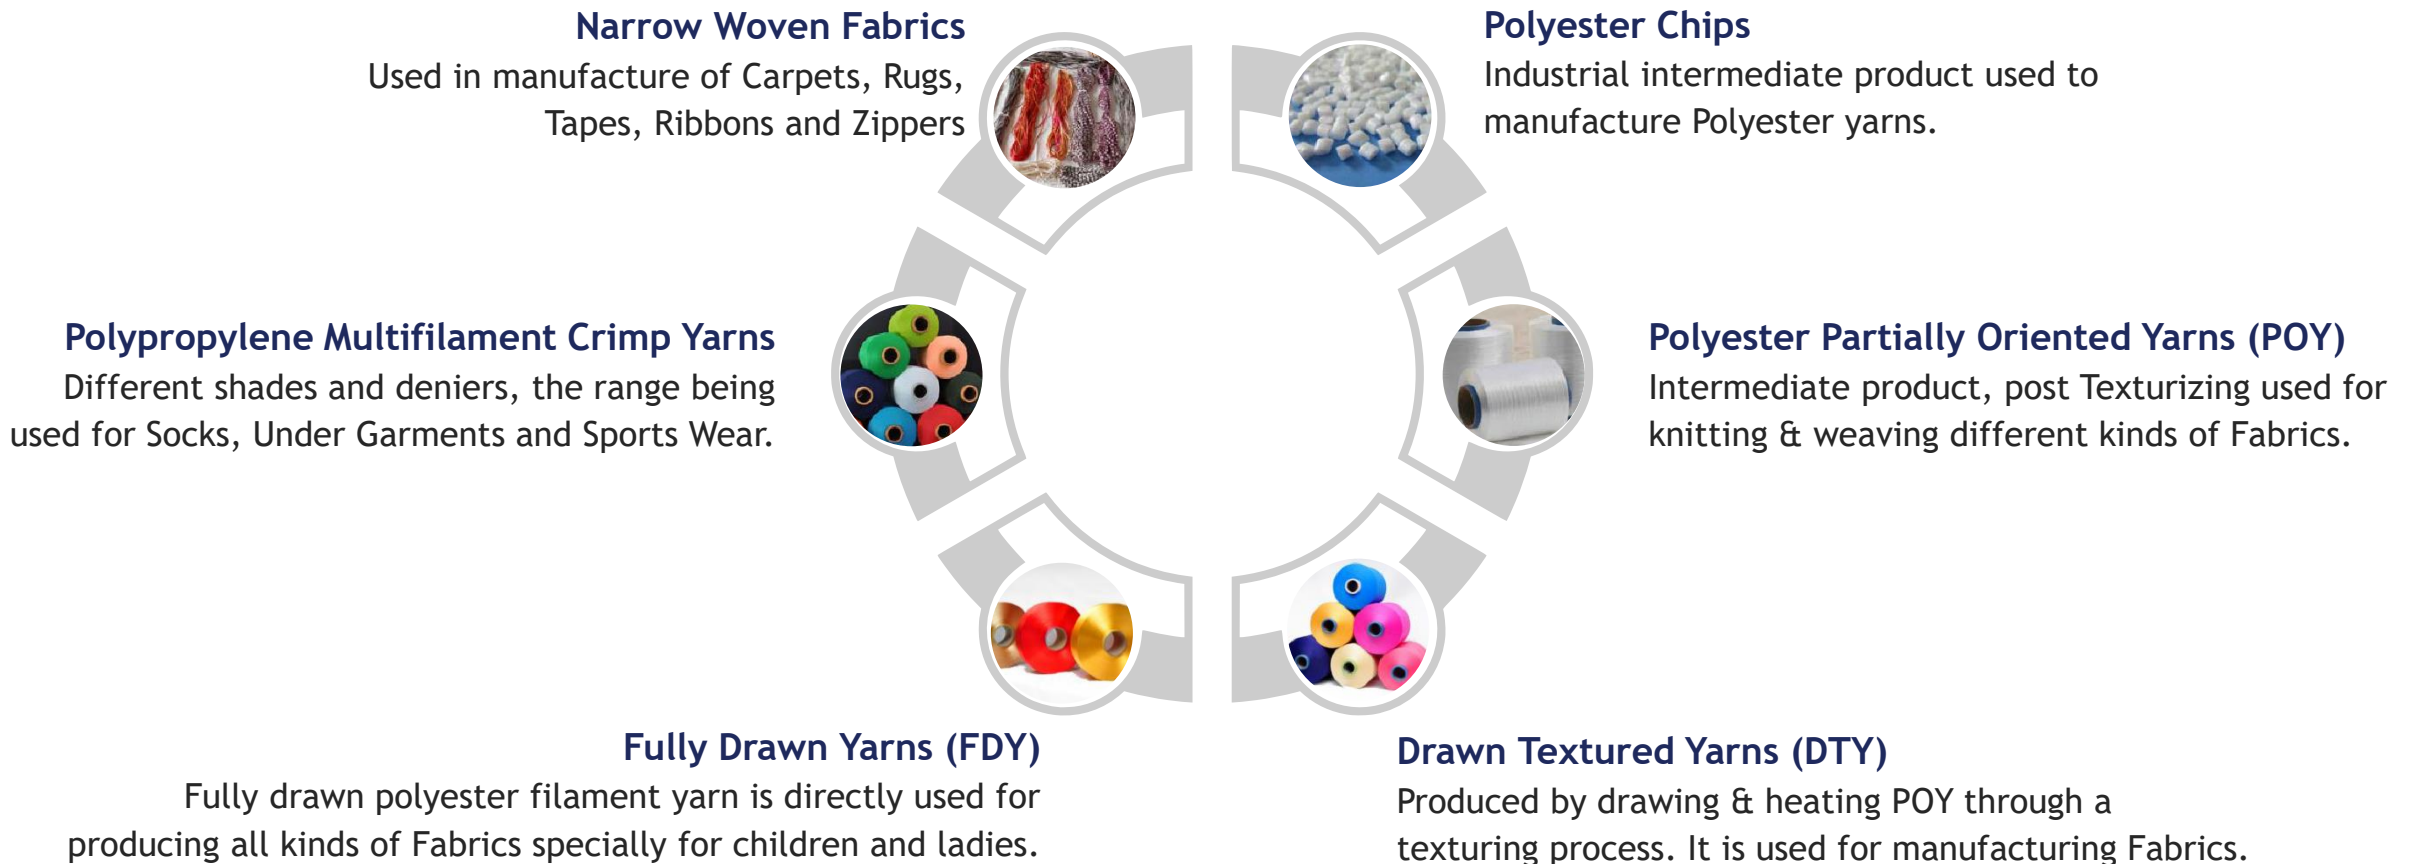 Narrow Woven Fabrics
Used in manufacture of Carpets, Rugs,
Tapes, Ribbons and Zippers
Polyester Chips
Industrial intermediate product used to
manufacture Polyester yarns.
Polypropylene Multifilament Crimp Yarns
Different shades and deniers, the range being
used for Socks, Under Garments and Sports Wear.
Polyester Partially Oriented Yarns (POY)
Intermediate product, post Texturizing used for
knitting & weaving different kinds of Fabrics.
Fully Drawn Yarns (FDY)
Fully drawn polyester filament yarn is directly used for
producing all kinds of Fabrics specially for children and ladies.
Drawn Textured Yarns (DTY)
Produced by drawing & heating POY through a
texturing process. It is used for manufacturing Fabrics.